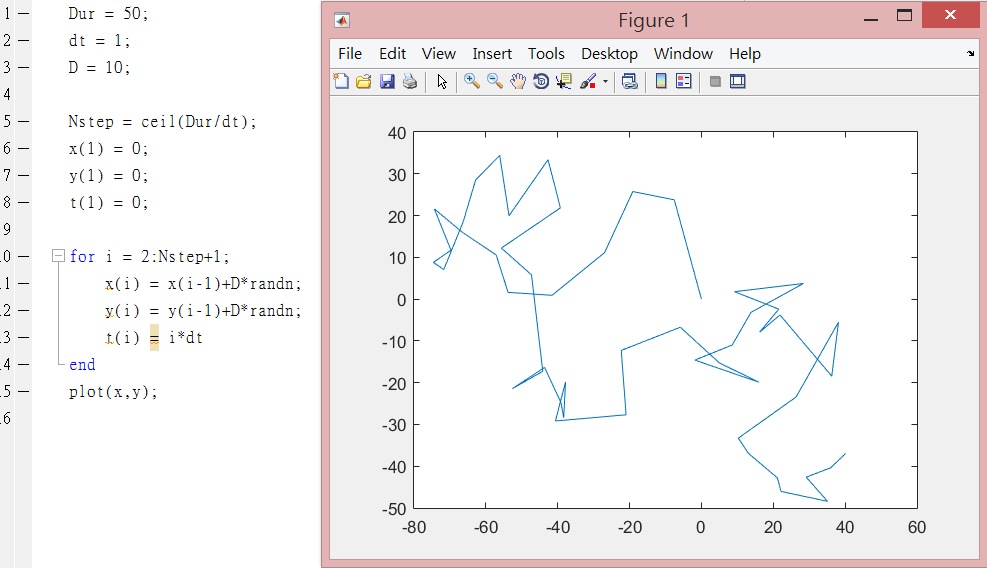 1 Dur = 50;
2 dt = 1;
3 D = 10;
4
5 Nstep = ceil(Dur/dt);
6 x(1) = 0;
7 y(1) = 0;
8 t(1) = 0;
9
.0 for i = 2:Nstep+1;
.1 x(i) = x(i-1)+D*randn;
.2 y(i) = y(i-1)+D*randn;
.3 t(i) = i*dt
.4 end
.5 plot(x,y);
.6
Figure 1
File Edit View Insert Tools Desktop Window Help
40
30
20
10
0
-10
-20
-30
-40
-50
-80 -60 -40 -20 0 20 40 60